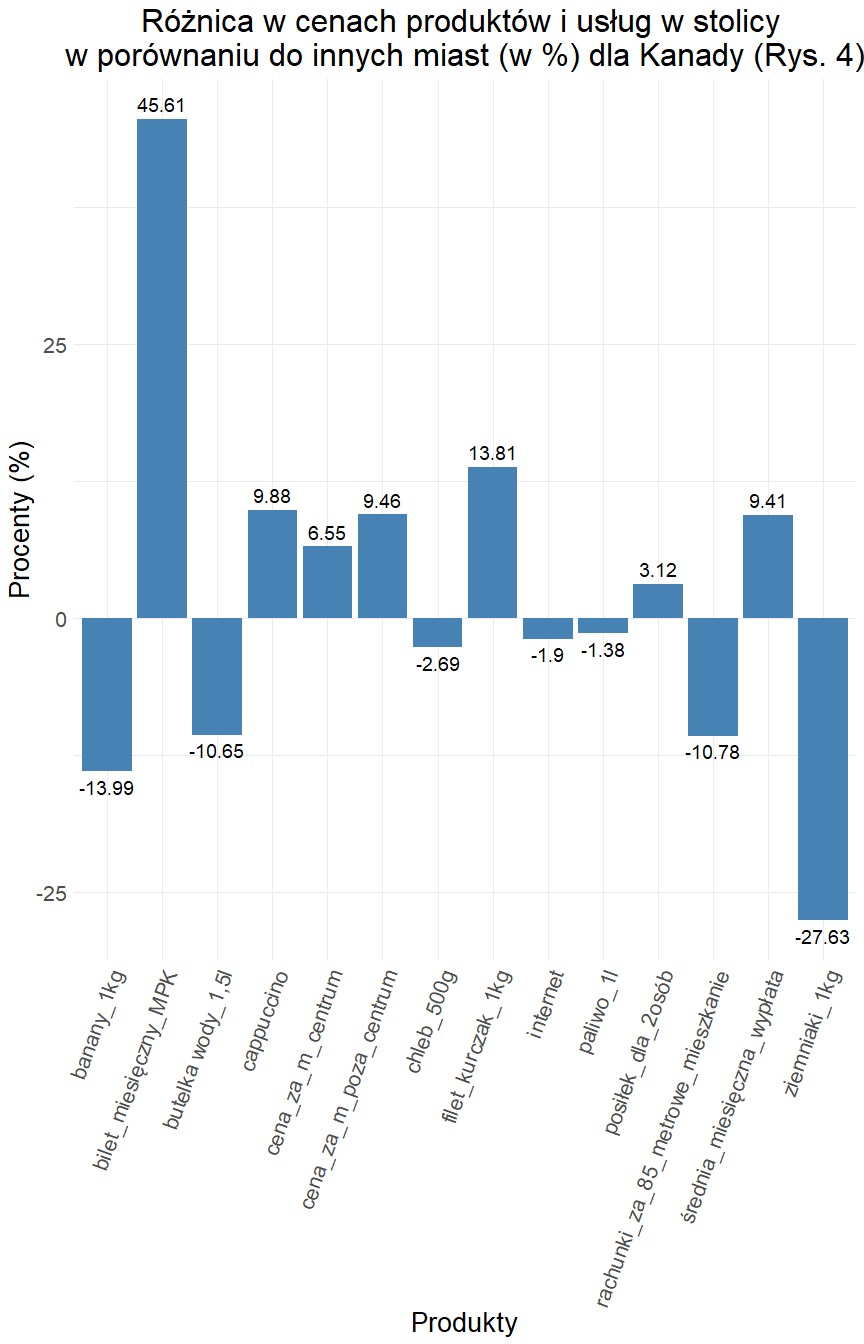 Różnica w cenach produktów i usług w stolicy
w porównaniu do innych miast (w %) dla Kanady (Rys. 4)
Procenty (%)
25
0
-25
-13.99
45.61
-10.65
9.88
6.55
9.46
-2.69
13.81
-1.9
-1.38
3.12
-10.78
9.41
-27.63
banany_1kg
bilet_miesięczny_MPK
butelka wody_1,5l
cappuccino
cena_za_m_centrum
cena_za_m_poza_centrum
chleb_500g
filet_kurczak_1kg
internet
paliwo_1l
posiłek_dla_2osób
rachunki_za_85_metrowe_mieszkanie
średnia_miesięczna_wypłata
ziemniaki_1kg
Produkty